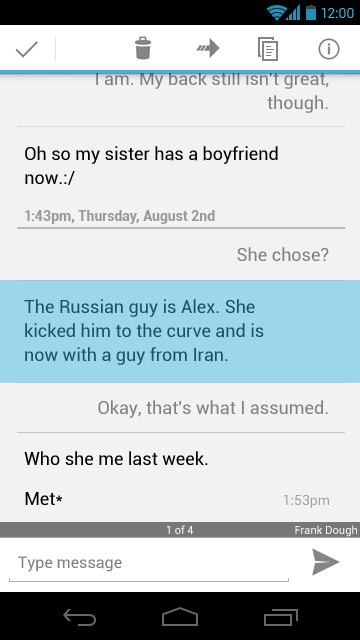 12:00
I am. My back still isn't great,
though.
Oh so my sister has a boyfriend
now.:/
1:43pm, Thursday, August 2nd
She chose?
The Russian guy is Alex. She
kicked him to the curve and is
now with a guy from Iran.
Okay, that's what I assumed.
Who she me last week.
Met*
1:53pm
1 of 4
Frank Dough
Type message